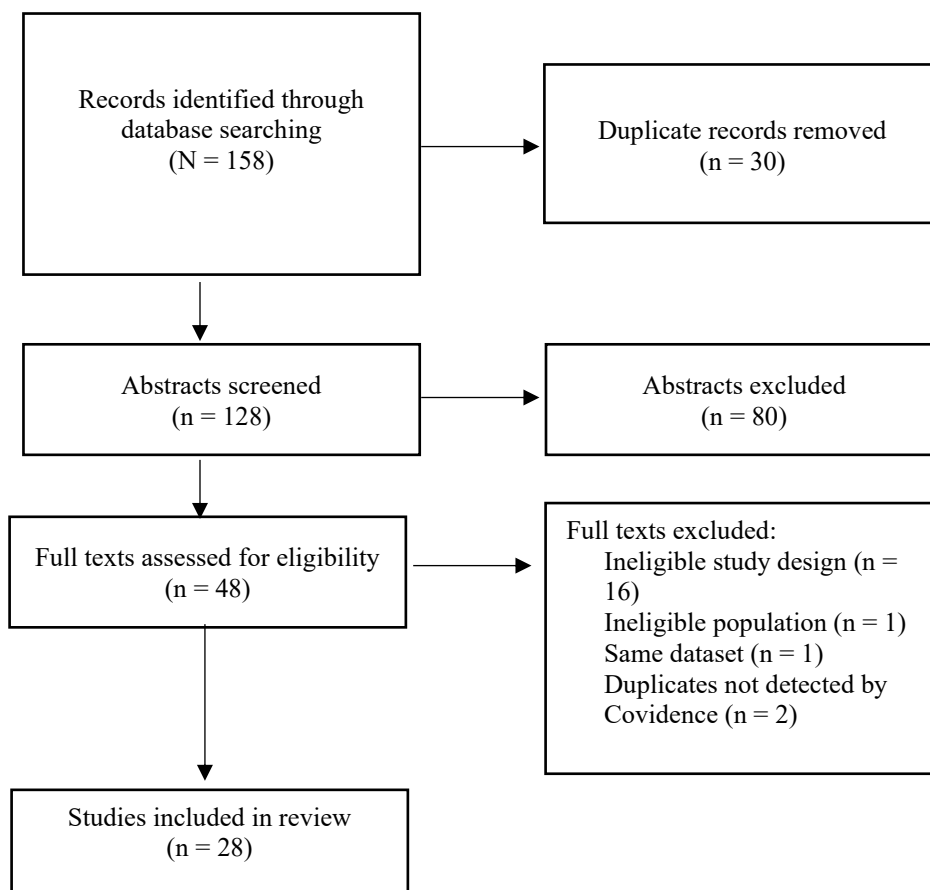 Records identified through
database searching
(N = 158)
Duplicate records removed
(n = 30)
Abstracts screened
(n = 128)
Abstracts excluded
(n = 80)
Full texts assessed for eligibility
(n = 48)
Full texts excluded:
Ineligible study design (n =
16)
Ineligible population (n = 1)
Same dataset (n = 1)
Duplicates not detected by
Covidence (n = 2)
Studies included in review
(n = 28)